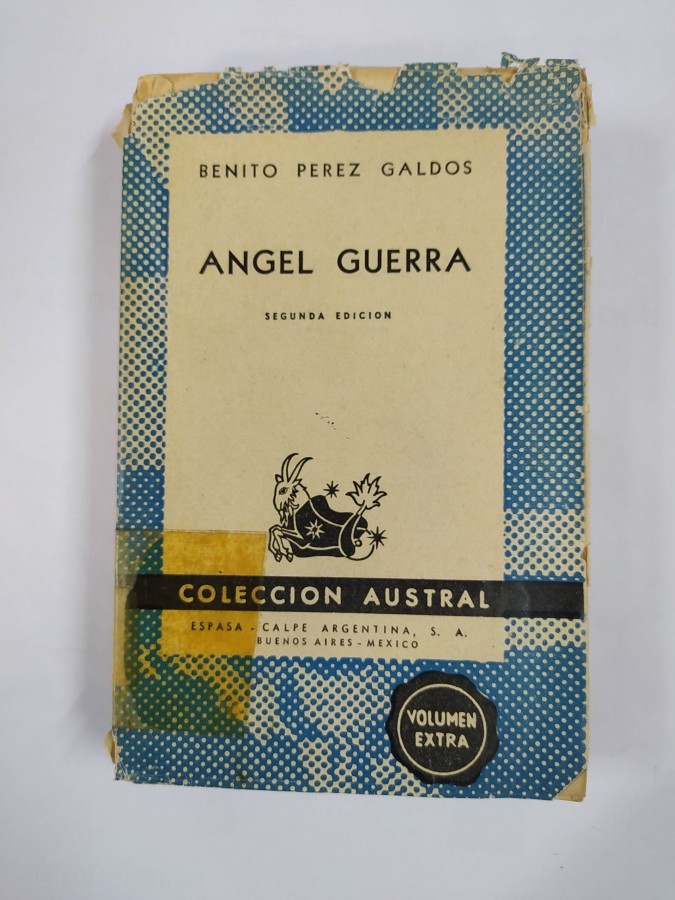 BENITO PEREZ GALDOS
ANGEL GUERRA
SEGUNDA EDICION
COLECCION AUSTRAL
ESPASA - CALPE ARGENTINA, S. A.
BUENOS AIRES - MEXICO
VOLUMEN
EXTRA